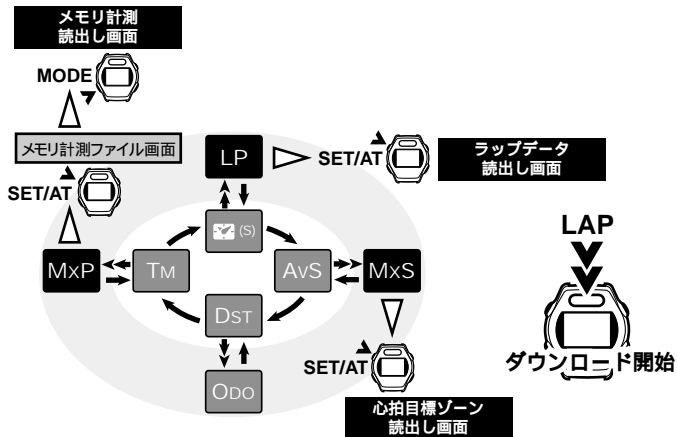 メモリ計測
読出し画面
MODE
メモリ計測ファイル画面
SET/AT
LP
SET/AT
ラップデータ
読出し画面
(S)
MXP
TM
AVS
MXS
DST
ODO
SET/AT
心拍目標ゾーン
読出し画面
LAP
ダウンロード開始